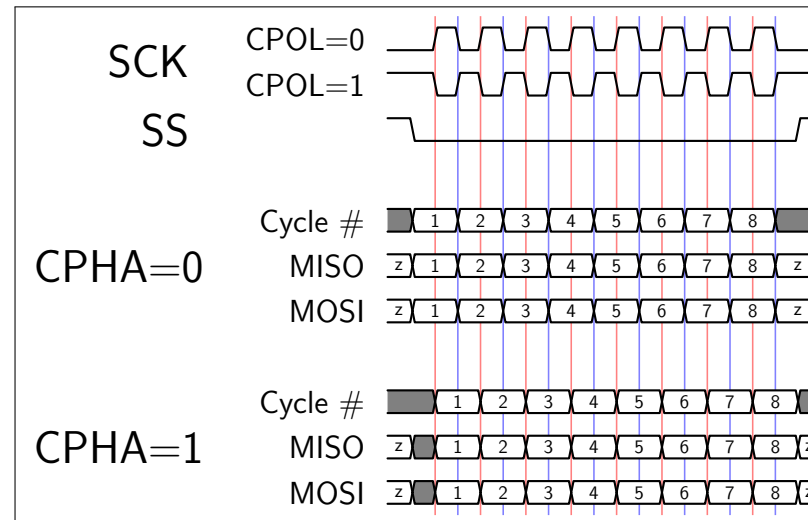 SCK
CPOL=0
CPOL=1
SS
CPHA=0
Cycle # 1 2 3 4 5 6 7 8
MISO z 1 2 3 4 5 6 7 8 z
MOSI z 1 2 3 4 5 6 7 8 z
CPHA=1
Cycle # 1 2 3 4 5 6 7 8
MISO z 1 2 3 4 5 6 7 8 z
MOSI z 1 2 3 4 5 6 7 8 z